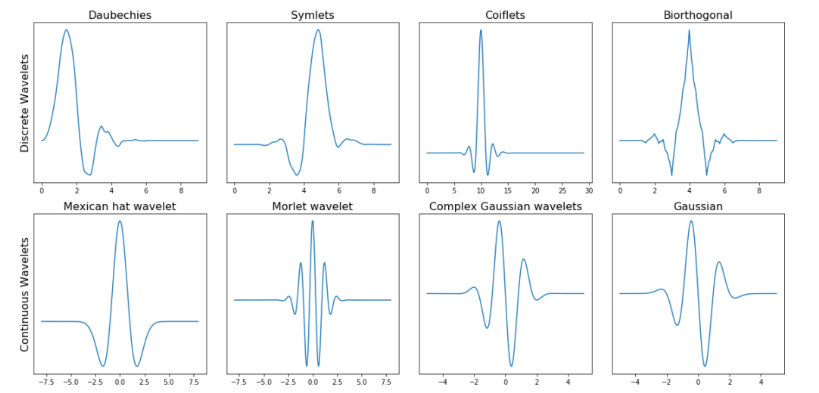 Daubechies
Symlets
Coiflets
Biorthogonal
Discrete Wavelets
0 2 4 6 8
0 2 4 6 8
0 5 10 15 20 25 30
0 2 4 6 8
Mexican hat wavelet
Morlet wavelet
Complex Gaussian wavelets
Gaussian
Continuous Wavelets
−7.5 −5.0 −2.5 0.0 2.5 5.0 7.5
−7.5 −5.0 −2.5 0.0 2.5 5.0 7.5
−4 −2 0 2 4
−4 −2 0 2 4